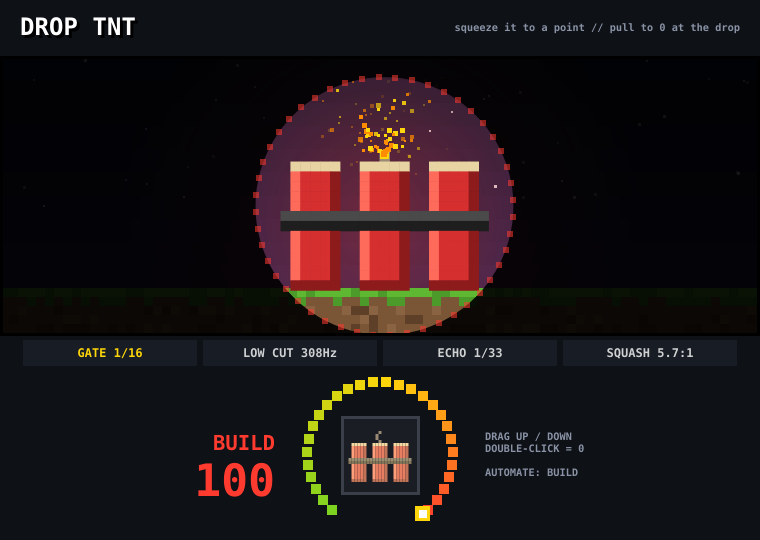 DROP TNT
squeeze it to a point // pull to 0 at the drop
GATE 1/16
LOW CUT 308Hz
ECHO 1/33
SQUASH 5.7:1
BUILD
100
DRAG UP / DOWN
DOUBLE-CLICK = 0
AUTOMATE: BUILD